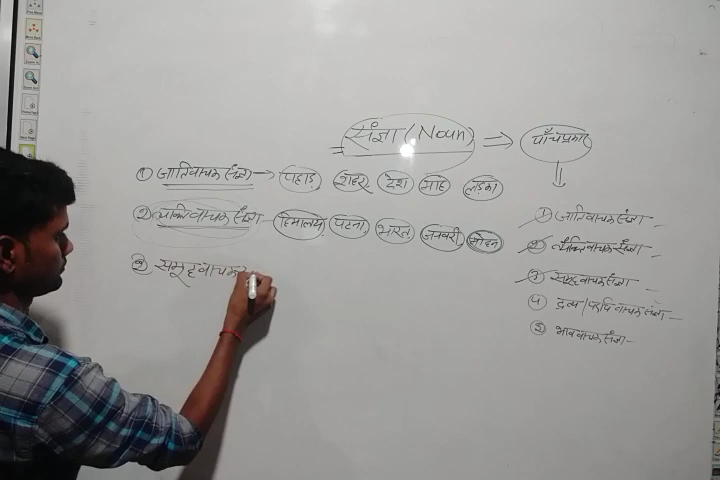 संज्ञा (Noun) ⇒ पाँच प्रकार
① जातिवाचक संज्ञा → पहाड़ शहर देश माह लड़का
② व्यक्तिवाचक संज्ञा हिमालय पटना भारत जनवरी मोहन
③ समूहवाचक
① जातिवाचक संज्ञा
② व्यक्तिवाचक संज्ञा
③ समूहवाचक संज्ञा
④ द्रव्य/पदार्थवाचक संज्ञा
⑤ भाववाचक संज्ञा